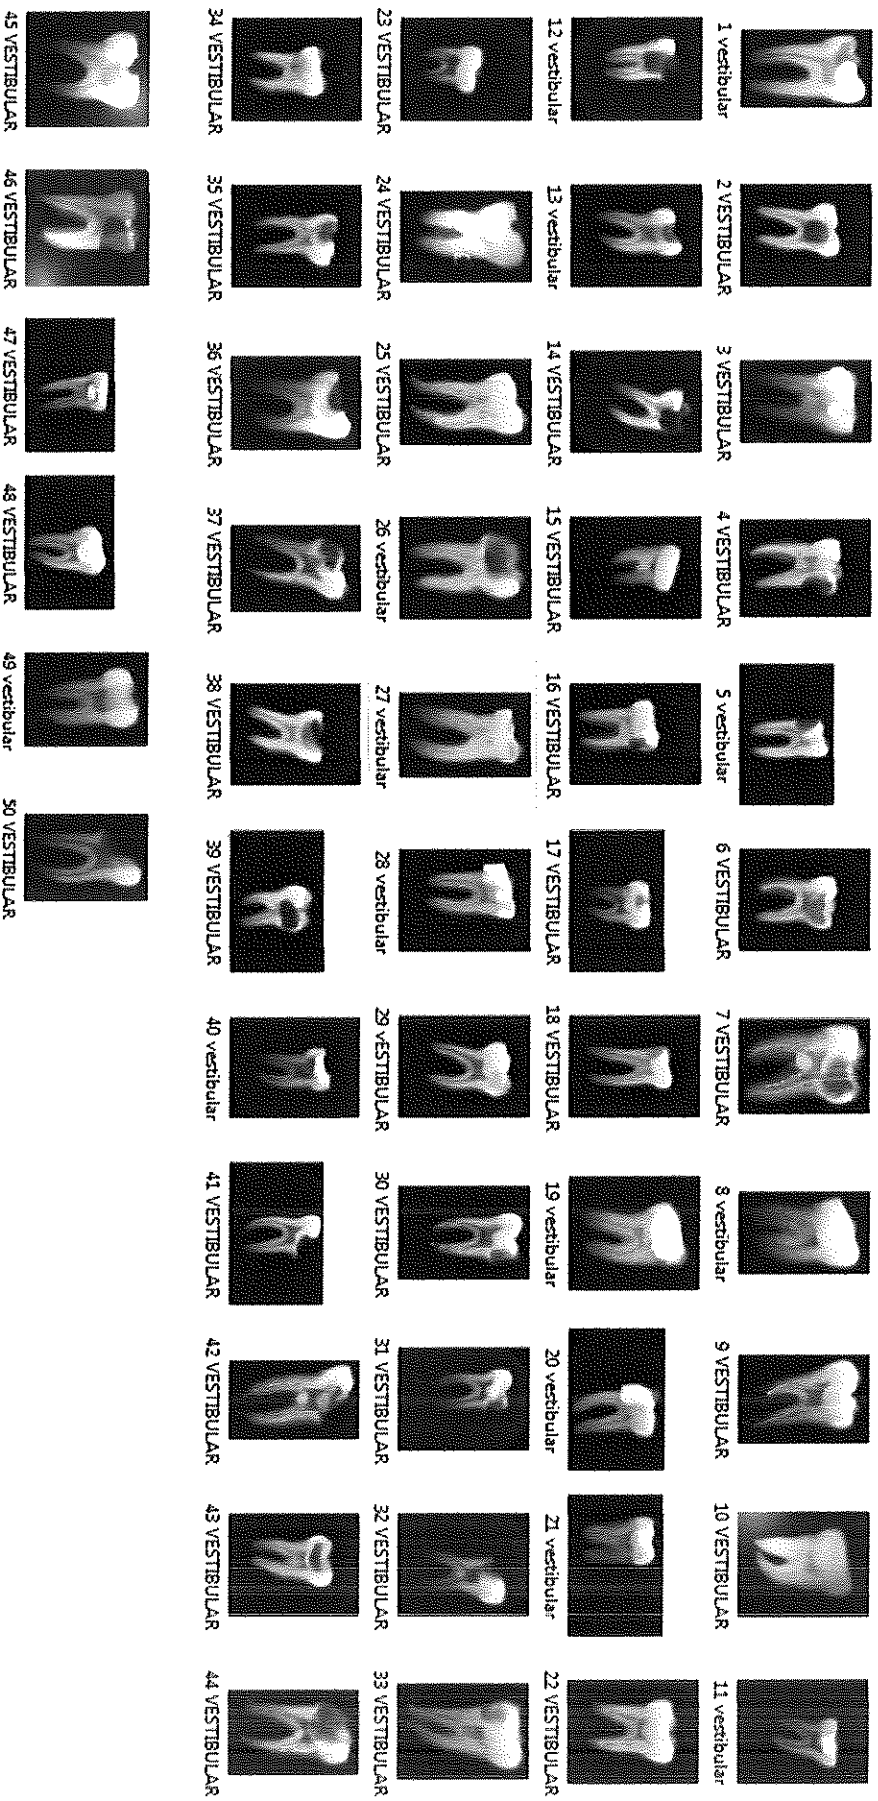 1 vestibular
2 VESTIBULAR
3 VESTIBULAR
4 VESTIBULAR
5 vestibular
6 VESTIBULAR
7 VESTIBULAR
8 vestibular
9 VESTIBULAR
10 VESTIBULAR
11 vestibular
12 vestibular
13 vestibular
14 VESTIBULAR
15 VESTIBULAR
16 VESTIBULAR
17 VESTIBULAR
18 VESTIBULAR
19 vestibular
20 vestibular
21 vestibular
22 VESTIBULAR
23 VESTIBULAR
24 VESTIBULAR
25 VESTIBULAR
26 vestibular
27 vestibular
28 vestibular
29 vESTIBULAR
30 VESTIBULAR
31 VESTIBULAR
32 VESTIBULAR
33 VESTIBULAR
34 VESTIBULAR
35 VESTIBULAR
36 VESTIBULAR
37 VESTIBULAR
38 VESTIBULAR
39 VESTIBULAR
40 vestibular
41 VESTIBULAR
42 VESTIBULAR
43 VESTIBULAR
44 VESTIBULAR
45 VESTIBULAR
46 VESTIBULAR
47 VESTIBULAR
48 VESTIBULAR
49 vestibular
50 VESTIBULAR